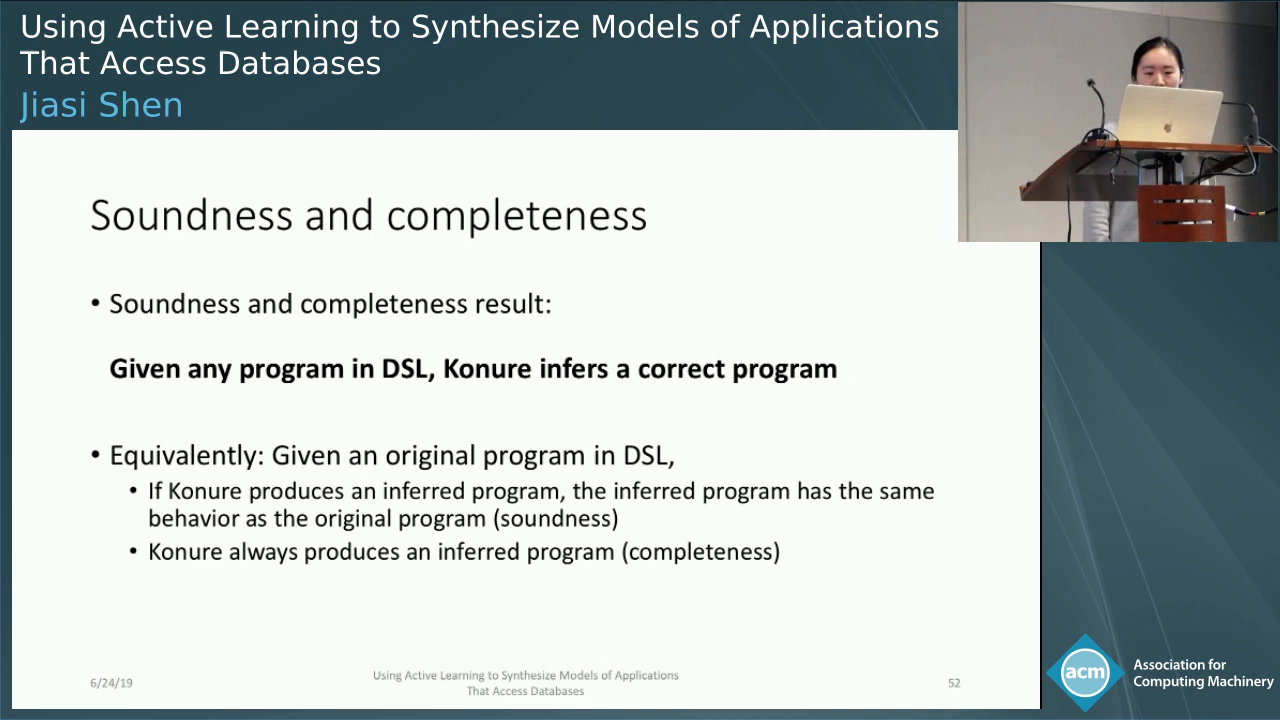 Using Active Learning to Synthesize Models of Applications
That Access Databases
Jiasi Shen
Soundness and completeness
• Soundness and completeness result:
Given any program in DSL, Konure infers a correct program
• Equivalently: Given an original program in DSL,
• If Konure produces an inferred program, the inferred program has the same
behavior as the original program (soundness)
• Konure always produces an inferred program (completeness)
6/24/19
Using Active Learning to Synthesize Models of Applications
That Access Databases
52
acm
Association for
Computing Machinery